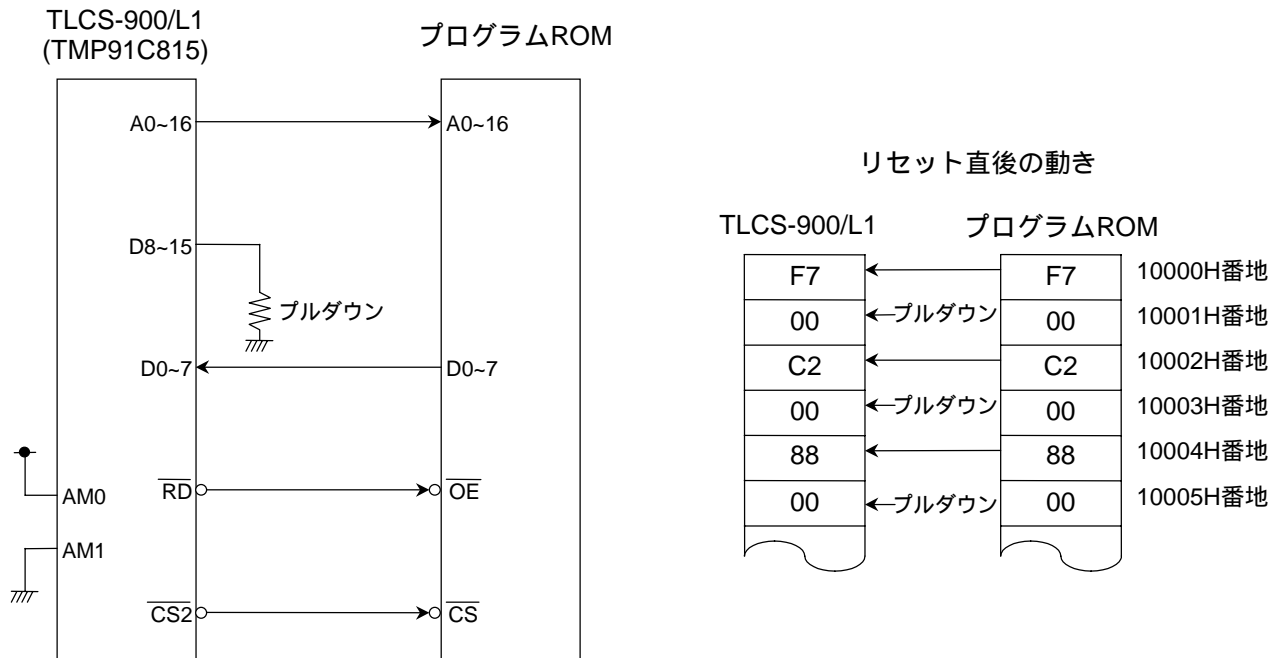 TLCS-900/L1
(TMP91C815)
プログラムROM
A0~16
A0~16
D8~15
プルダウン
D0~7
D0~7
AM0
RD
OE
AM1
CS2
CS
リセット直後の動き
TLCS-900/L1
プログラムROM
F7
F7
10000H番地
00
プルダウン
00
10001H番地
C2
C2
10002H番地
00
プルダウン
00
10003H番地
88
88
10004H番地
00
プルダウン
00
10005H番地